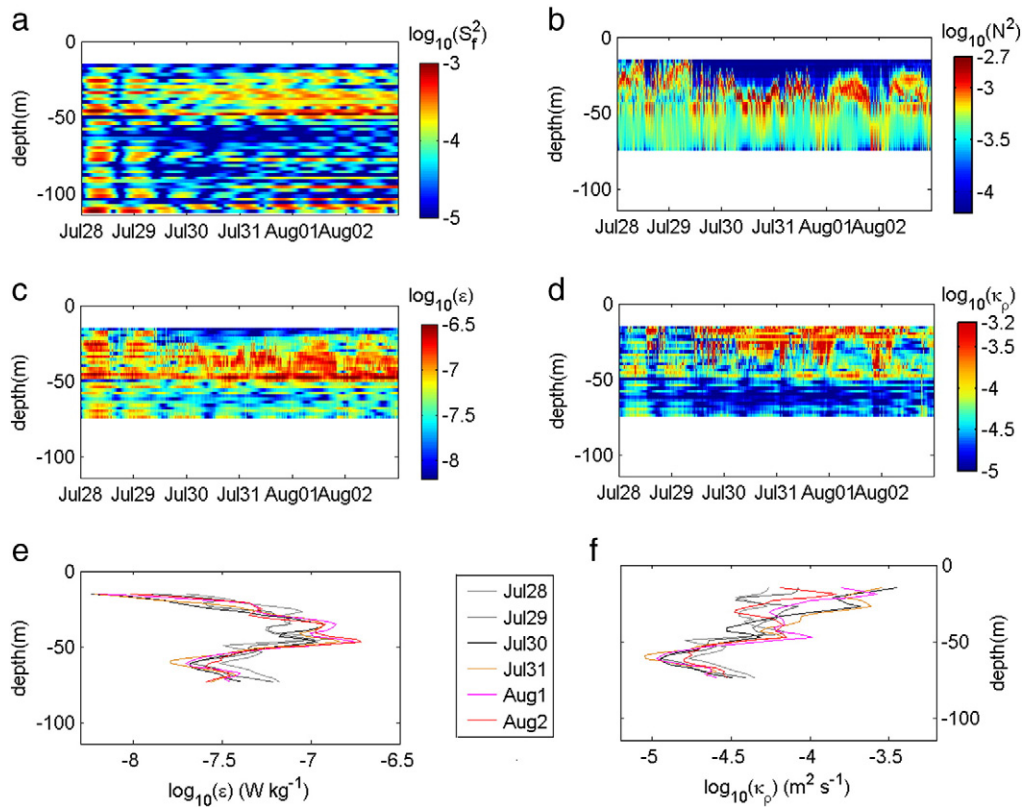 a
log₁₀(S_f²)
0
-50
-100
depth(m)
-3
-4
-5
Jul28 Jul29 Jul30 Jul31 Aug01 Aug02
b
log₁₀(N²)
0
-50
-100
depth(m)
-2.7
-3
-3.5
-4
Jul28 Jul29 Jul30 Jul31 Aug01 Aug02
c
log₁₀(ε)
0
-50
-100
depth(m)
-6.5
-7
-7.5
-8
Jul28 Jul29 Jul30 Jul31 Aug01 Aug02
d
log₁₀(κ_ρ)
0
-50
-100
depth(m)
-3.2
-3.5
-4
-4.5
-5
Jul28 Jul29 Jul30 Jul31 Aug01 Aug02
e
0
-50
-100
depth(m)
-8 -7.5 -7 -6.5
log₁₀(ε) (W kg⁻¹)
Jul28
Jul29
Jul30
Jul31
Aug1
Aug2
f
0
-50
-100
depth(m)
-5 -4.5 -4 -3.5
log₁₀(κ_ρ) (m² s⁻¹)